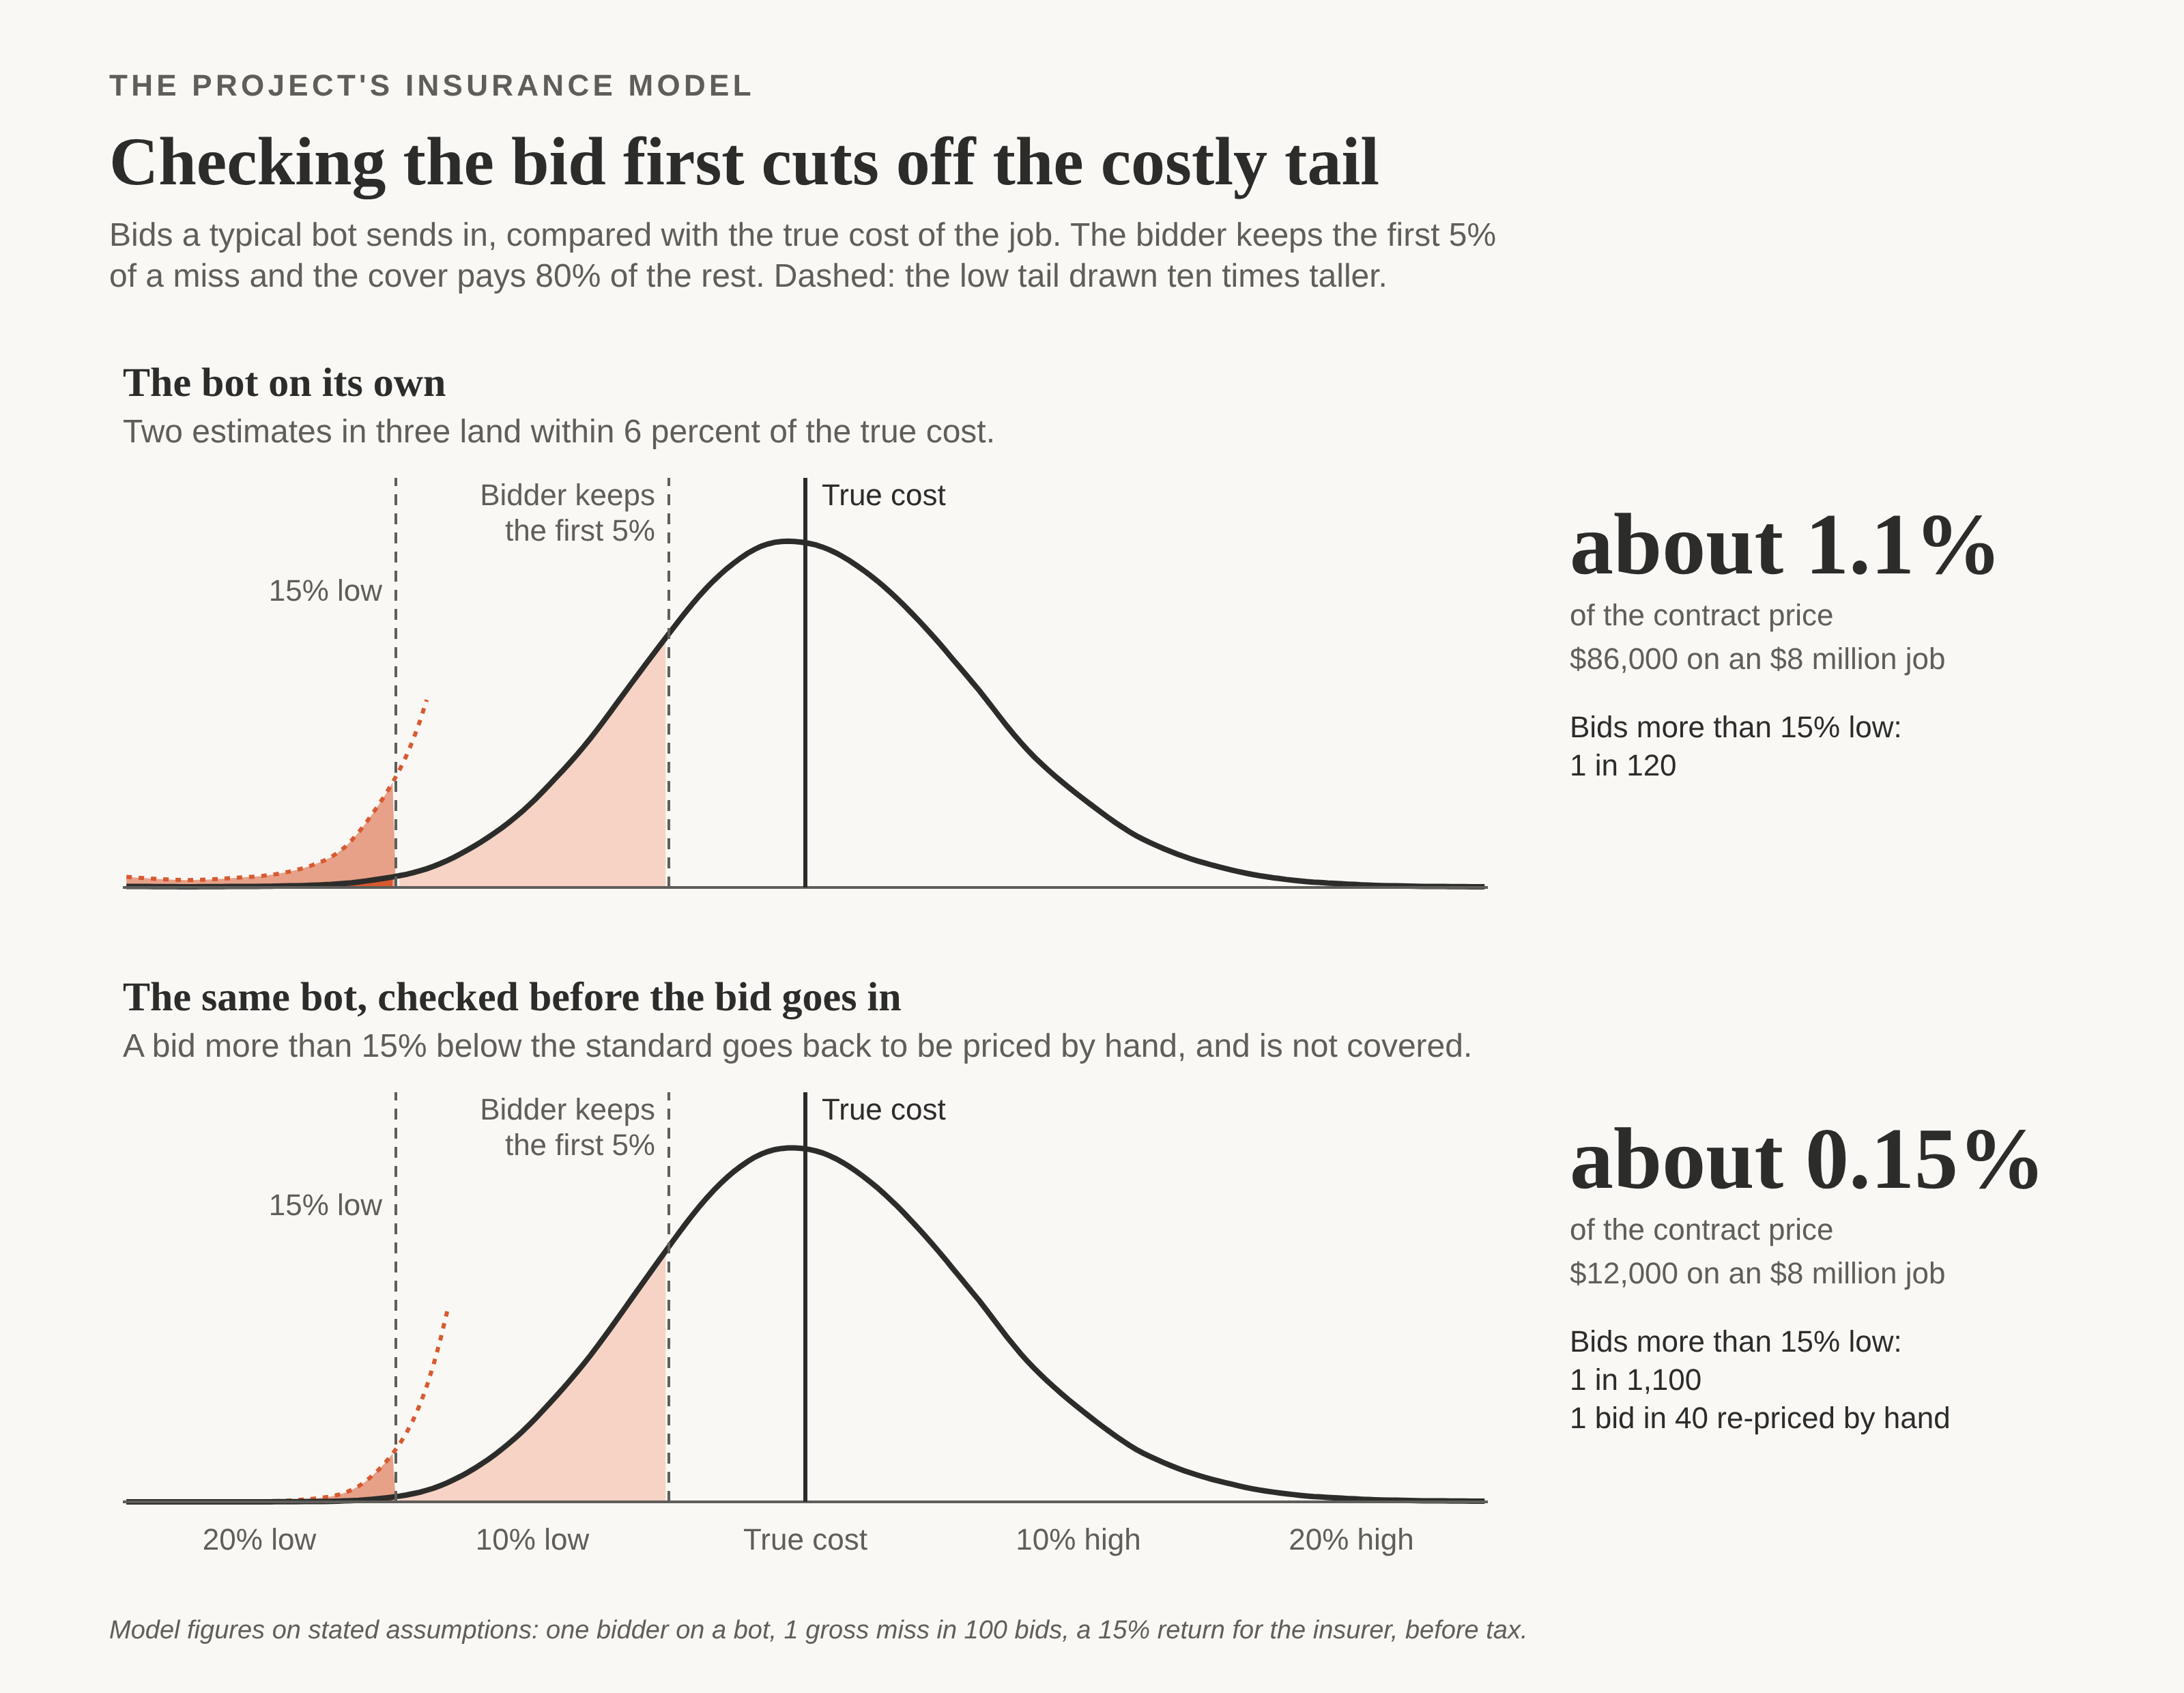 THE PROJECT'S INSURANCE MODEL
Checking the bid first cuts off the costly tail
Bids a typical bot sends in, compared with the true cost of the job. The bidder keeps the first 5%
of a miss and the cover pays 80% of the rest. Dashed: the low tail drawn ten times taller.
The bot on its own
Two estimates in three land within 6 percent of the true cost.
Bidder keeps
the first 5%
True cost
15% low
about 1.1%
of the contract price
$86,000 on an $8 million job
Bids more than 15% low:
1 in 120
The same bot, checked before the bid goes in
A bid more than 15% below the standard goes back to be priced by hand, and is not covered.
Bidder keeps
the first 5%
True cost
15% low
about 0.15%
of the contract price
$12,000 on an $8 million job
Bids more than 15% low:
1 in 1,100
1 bid in 40 re-priced by hand
20% low
10% low
True cost
10% high
20% high
Model figures on stated assumptions: one bidder on a bot, 1 gross miss in 100 bids, a 15% return for the insurer, before tax.